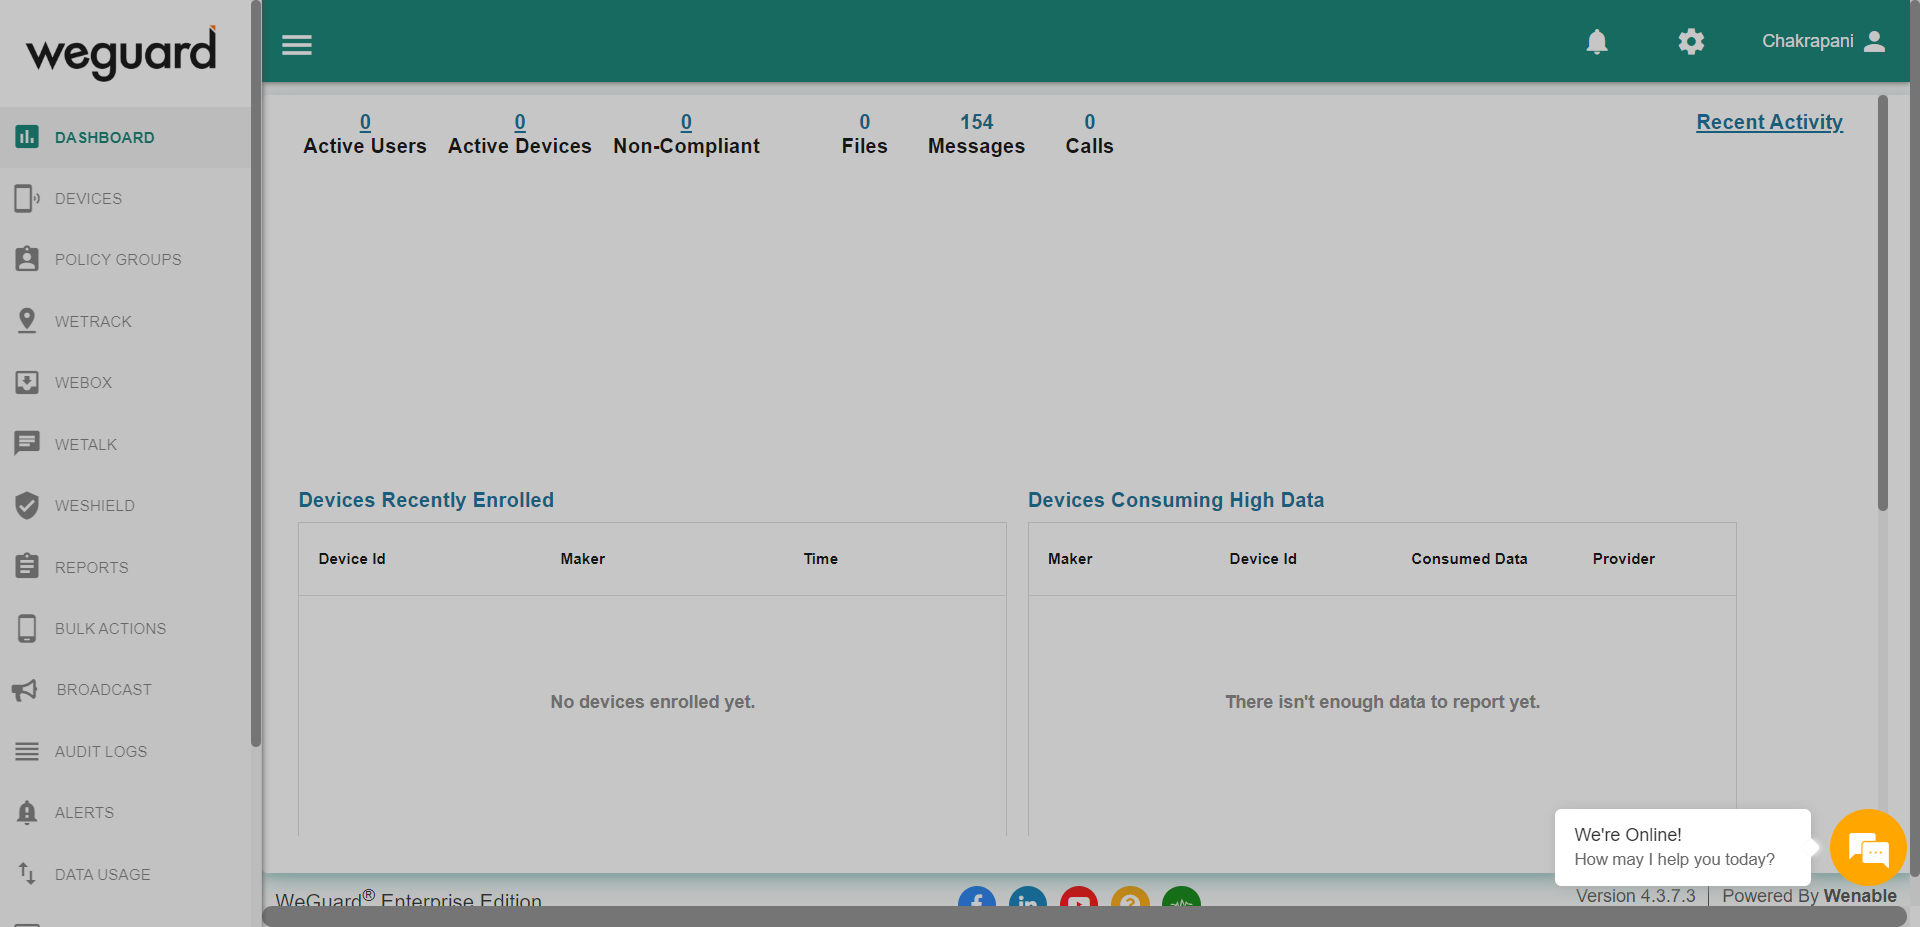 weguard
Chakrapani
DASHBOARD
DEVICES
POLICY GROUPS
WETRACK
WEBOX
WETALK
WESHIELD
REPORTS
BULK ACTIONS
BROADCAST
AUDIT LOGS
ALERTS
DATA USAGE
0 0 0 0 154 0
Active Users Active Devices Non-Compliant Files Messages Calls
Recent Activity
Devices Recently Enrolled
Device Id Maker Time
No devices enrolled yet.
Devices Consuming High Data
Maker Device Id Consumed Data Provider
There isn't enough data to report yet.
We're Online!
How may I help you today?
WeGuard® Enterprise Edition
Version 4.3.7.3 | Powered By Wenable